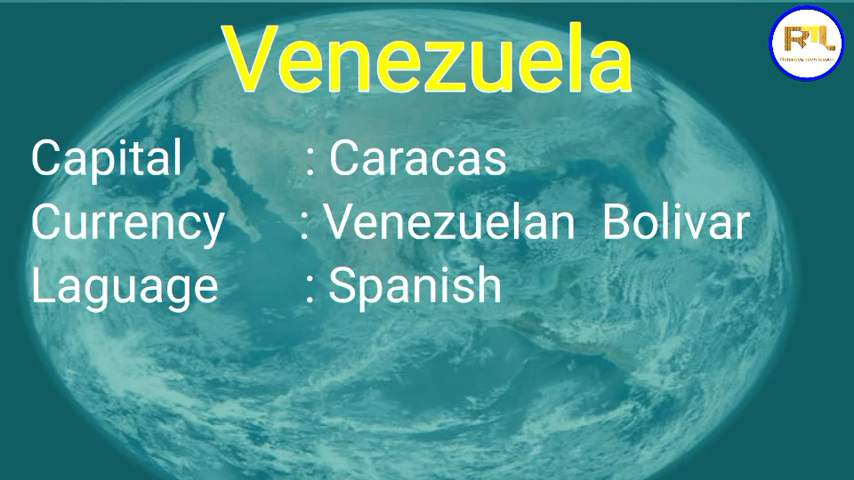 Venezuela
RTL
Capital : Caracas
Currency : Venezuelan Bolivar
Laguage : Spanish